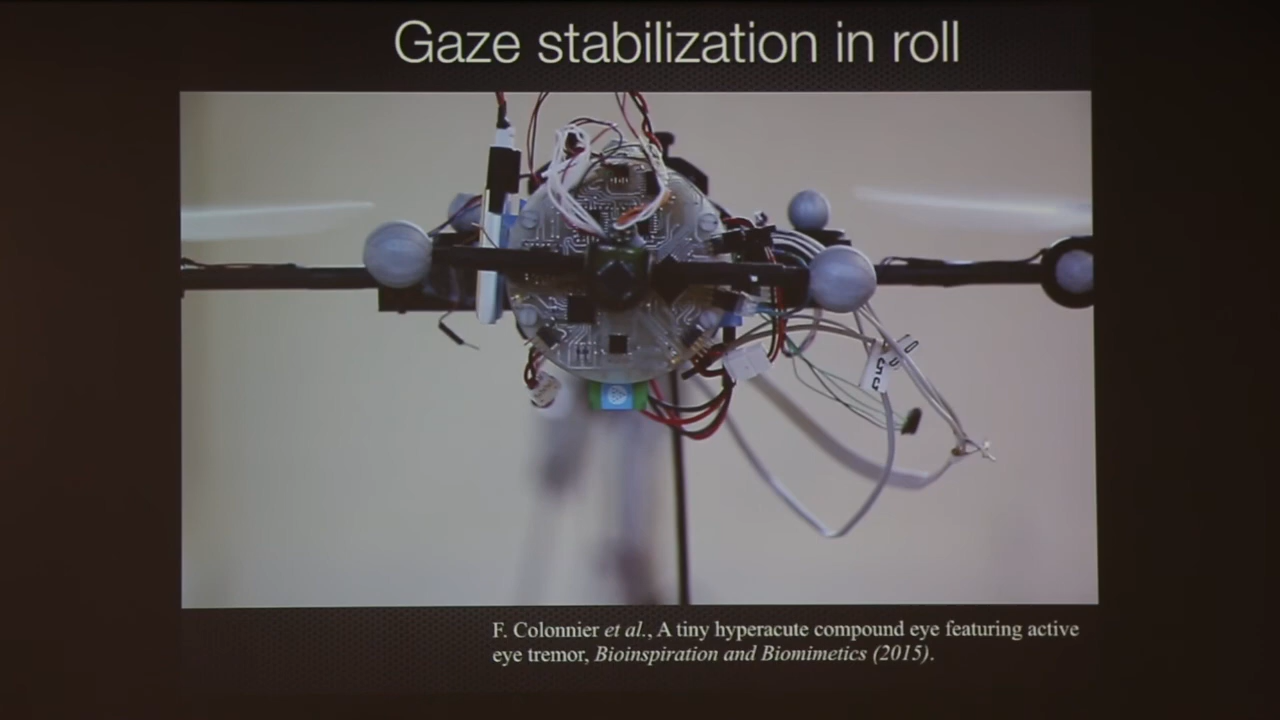 Gaze stabilization in roll
F. Colonnier et al., A tiny hyperacute compound eye featuring active
eye tremor, Bioinspiration and Biomimetics (2015).